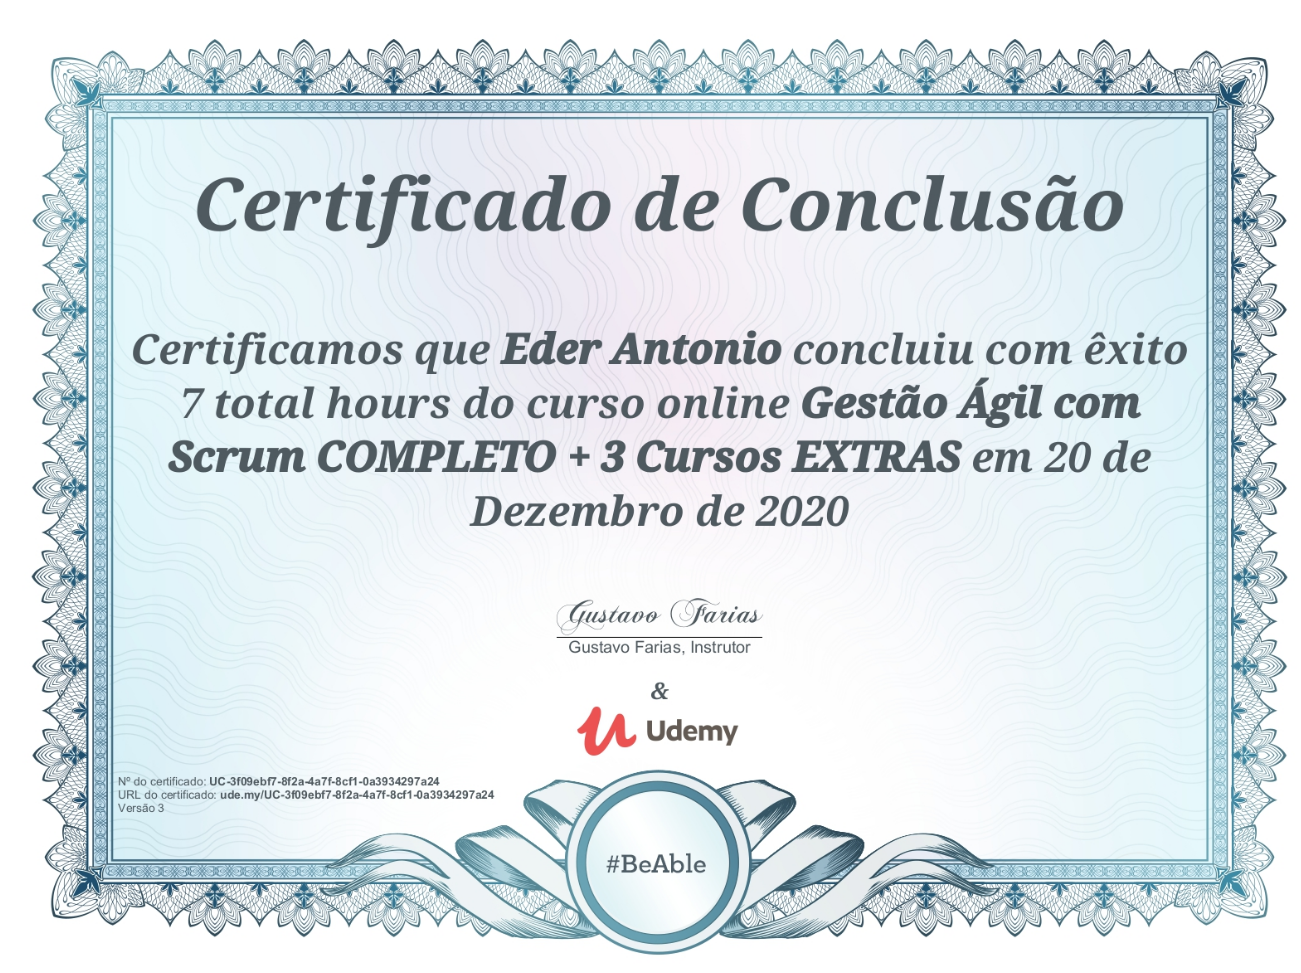 Certificado de Conclusão
Certificamos que Eder Antonio concluiu com êxito
7 total hours do curso online Gestão Ágil com
Scrum COMPLETO + 3 Cursos EXTRAS em 20 de
Dezembro de 2020
Gustavo Farias
Gustavo Farias, Instrutor
&
Udemy
Nº do certificado: UC-3f09ebf7-8f2a-4a7f-8cf1-0a3934297a24
URL do certificado: ude.my/UC-3f09ebf7-8f2a-4a7f-8cf1-0a3934297a24
Versão 3
#BeAble